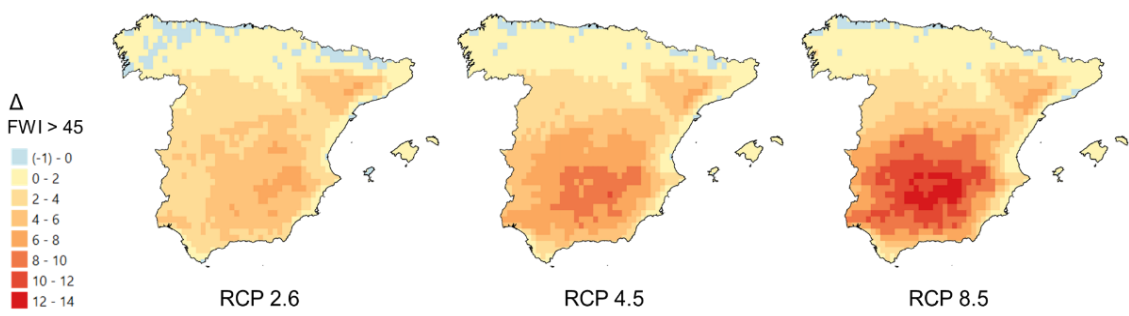 Δ
FWI > 45
(-1) - 0
0 - 2
2 - 4
4 - 6
6 - 8
8 - 10
10 - 12
12 - 14
RCP 2.6
RCP 4.5
RCP 8.5